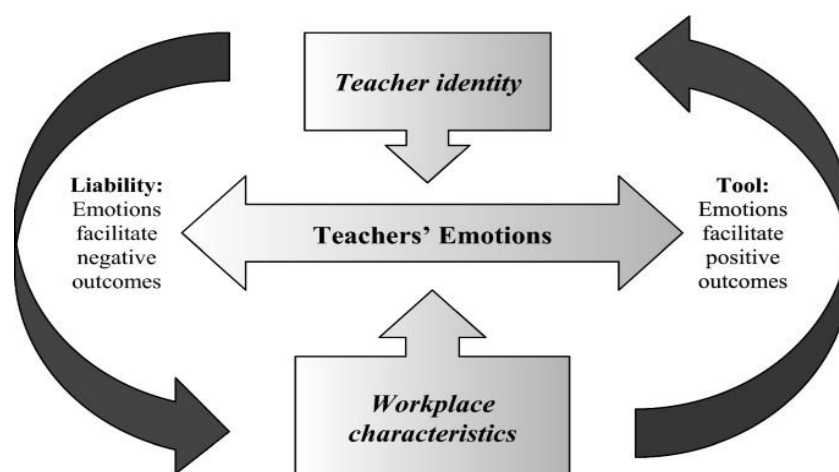 Teacher identity
Liability:
Emotions
facilitate
negative
outcomes
Teachers’ Emotions
Tool:
Emotions
facilitate
positive
outcomes
Workplace
characteristics